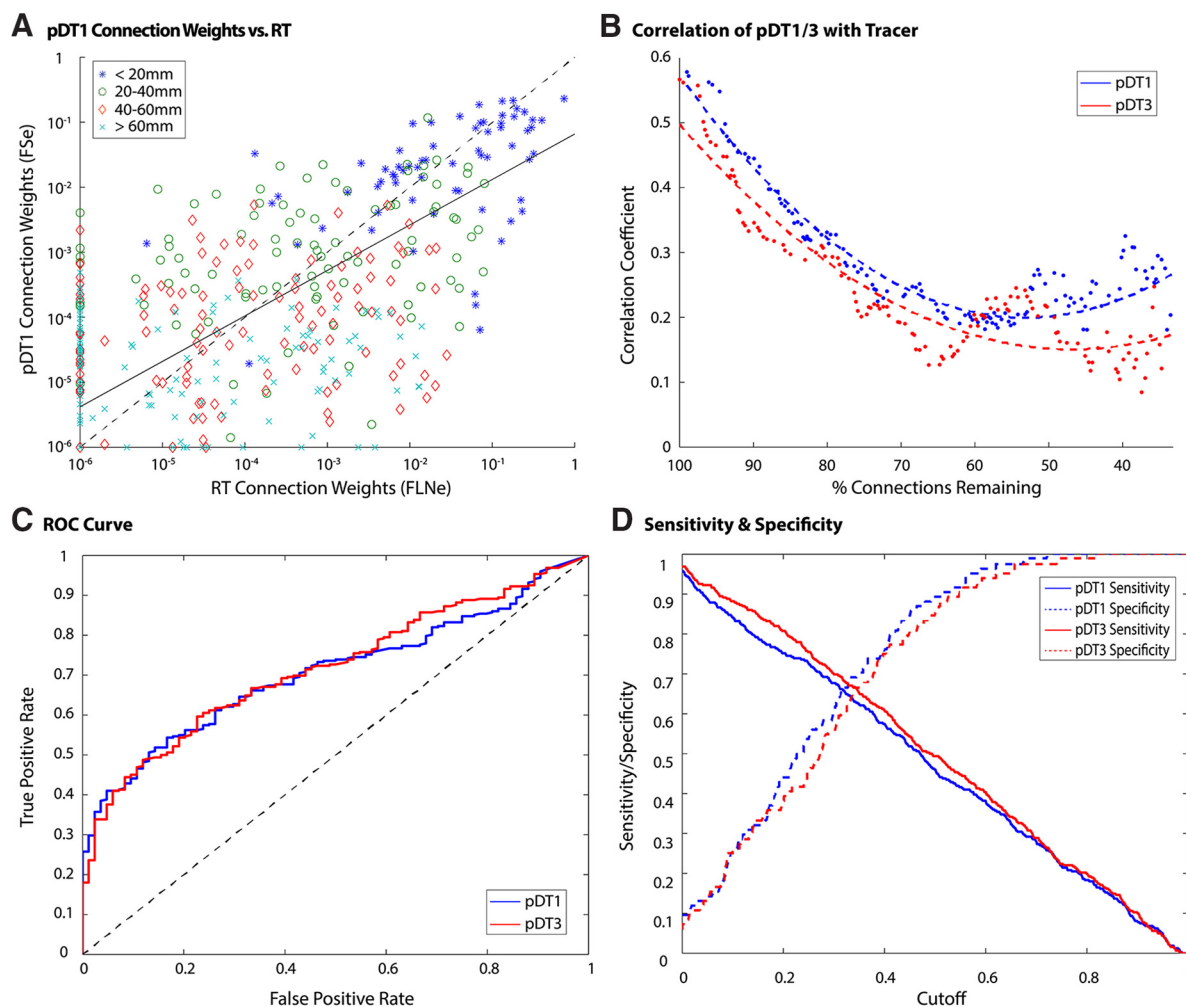 A pDT1 Connection Weights vs. RT
1
10-1
10-2
10-3
10-4
10-5
10-6
pDT1 Connection Weights (FSe)
< 20mm
20-40mm
40-60mm
> 60mm
10-6 10-5 10-4 10-3 10-2 10-1 1
RT Connection Weights (FLNe)
B Correlation of pDT1/3 with Tracer
0.6
0.5
0.4
0.3
0.2
0.1
0
Correlation Coefficient
pDT1
pDT3
100 90 80 70 60 50 40
% Connections Remaining
C ROC Curve
1
0.9
0.8
0.7
0.6
0.5
0.4
0.3
0.2
0.1
0
True Positive Rate
pDT1
pDT3
0 0.2 0.4 0.6 0.8 1
False Positive Rate
D Sensitivity & Specificity
1
0.9
0.8
0.7
0.6
0.5
0.4
0.3
0.2
0.1
0
Sensitivity/Specificity
pDT1 Sensitivity
pDT1 Specificity
pDT3 Sensitivity
pDT3 Specificity
0 0.2 0.4 0.6 0.8
Cutoff